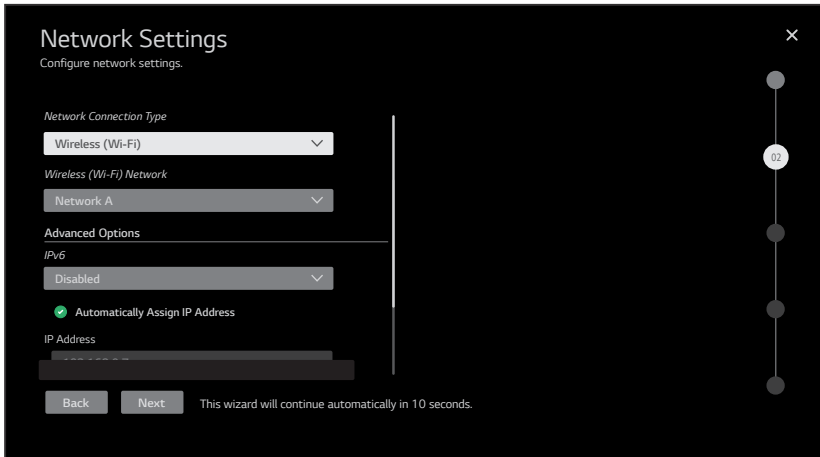 Network Settings
Configure network settings.
Network Connection Type
Wireless (Wi-Fi)
Wireless (Wi-Fi) Network
Network A
Advanced Options
IPv6
Disabled
Automatically Assign IP Address
IP Address
02
Back
Next
This wizard will continue automatically in 10 seconds.